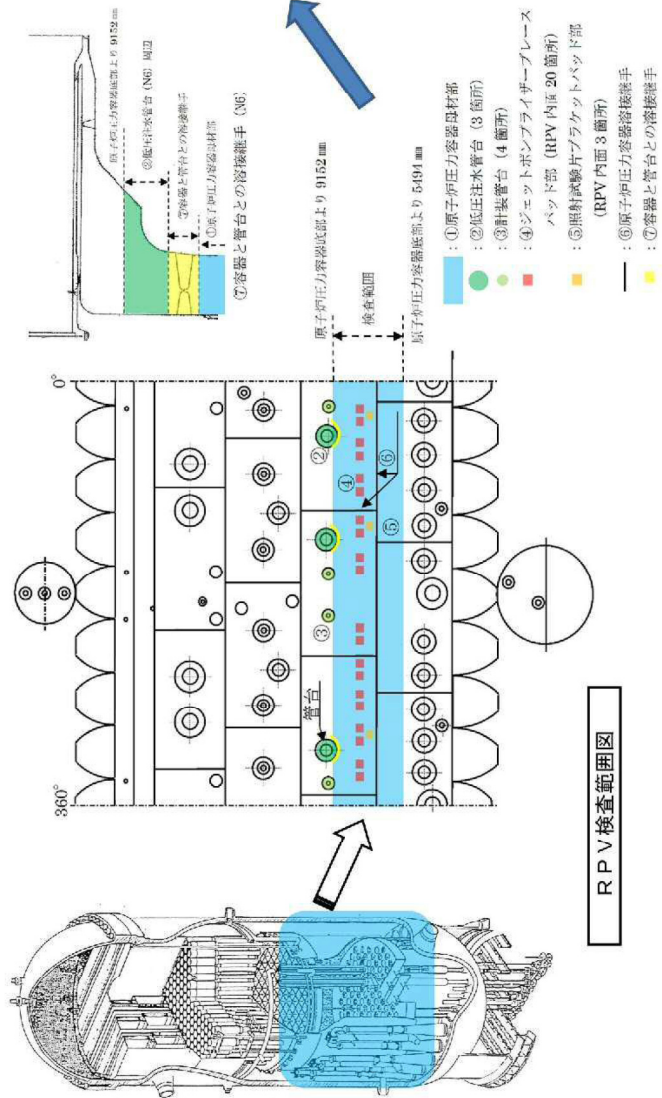 原子炉圧力容器底部より 9152 mm
②低圧注水管台 (N6) 周辺
⑦容器と管台との溶接継手
①原子炉圧力容器母材部
⑦容器と管台との溶接継手 (N6)
360°
0°
管台
③
②
④
⑤
⑥
原子炉圧力容器底部より 9152 mm
検査範囲
原子炉圧力容器底部より 5494 mm
：①原子炉圧力容器母材部
：②低圧注水管台 (3 箇所)
：③計装管台 (4 箇所)
：④ジェットポンプライザーブレース
パッド部 (RPV 内面 20 箇所)
：⑤照射試験片ブラケットパッド部
(RPV 内面 3 箇所)
：⑥原子炉圧力容器溶接継手
：⑦容器と管台との溶接継手
RPV検査範囲図